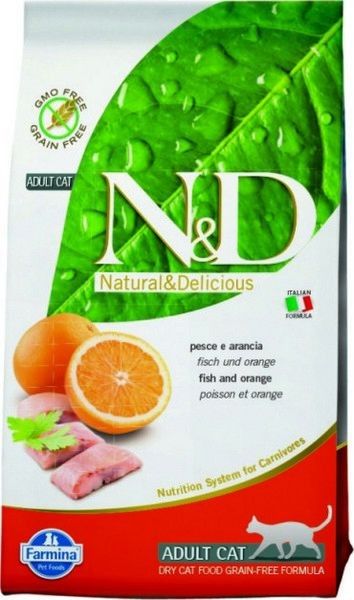 GMO FREE
GRAIN FREE
ADULT CAT
N&D
Natural&Delicious
ITALIAN
FORMULA
pesce e arancia
fisch und orange
fish and orange
poisson et orange
Nutrition System for Carnivores
Farmina
Pet Foods
ADULT CAT
DRY CAT FOOD GRAIN-FREE FORMULA